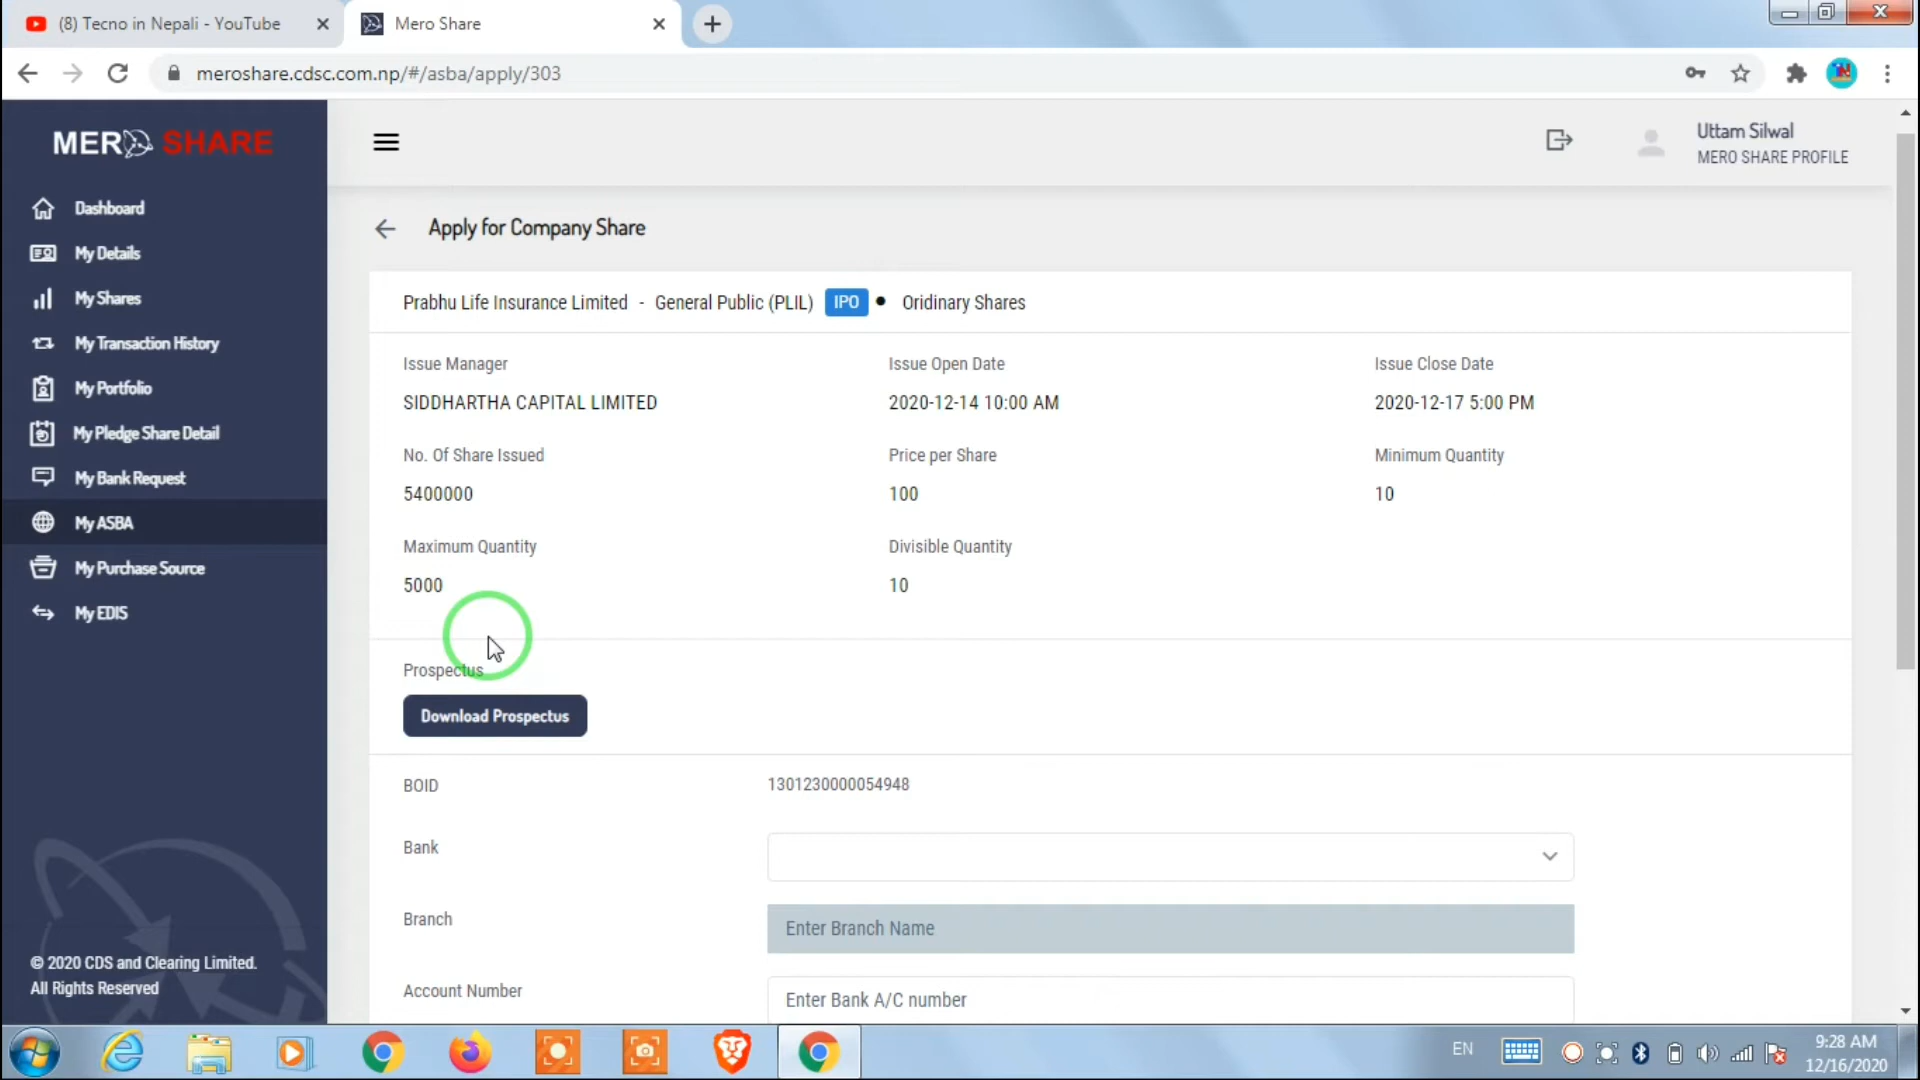 (8) Tecno in Nepali - YouTube
Mero Share
meroshare.cdsc.com.np/#/asba/apply/303
MERO SHARE
Uttam Silwal
MERO SHARE PROFILE
Dashboard
My Details
My Shares
My Transaction History
My Portfolio
My Pledge Share Detail
My Bank Request
My ASBA
My Purchase Source
My EDIS
© 2020 CDS and Clearing Limited.
All Rights Reserved
Apply for Company Share
Prabhu Life Insurance Limited - General Public (PLIL) IPO ● Oridinary Shares
Issue Manager
SIDDHARTHA CAPITAL LIMITED
Issue Open Date
2020-12-14 10:00 AM
Issue Close Date
2020-12-17 5:00 PM
No. Of Share Issued
5400000
Price per Share
100
Minimum Quantity
10
Maximum Quantity
5000
Divisible Quantity
10
Prospectus
Download Prospectus
BOID 1301230000054948
Bank
Branch Enter Branch Name
Account Number Enter Bank A/C number
EN
9:28 AM
12/16/2020